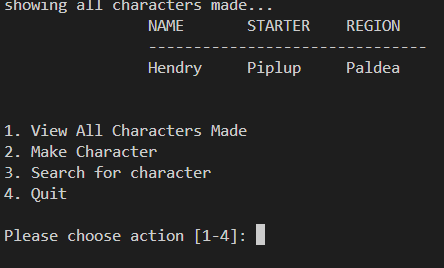 showing all characters made...
NAME STARTER REGION
-------------------------------
Hendry Piplup Paldea
1. View All Characters Made
2. Make Character
3. Search for character
4. Quit
Please choose action [1-4]: